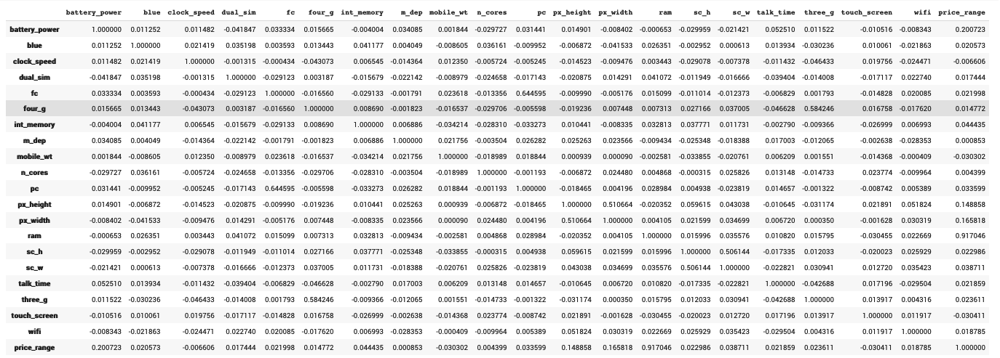 battery_power blue clock_speed dual_sim fc four_g int_memory m_dep mobile_wt n_cores pc px_height px_width ram sc_h sc_w talk_time three_g touch_screen wifi price_range
battery_power 1.000000 0.011252 0.011482 -0.041847 0.033334 0.015665 -0.004004 0.034085 0.001844 -0.029727 0.031441 0.014901 -0.008402 -0.000653 -0.029959 -0.021421 0.052510 0.011522 -0.010516 -0.008343 0.200723
blue 0.011252 1.000000 0.021419 0.035198 0.003593 0.013443 0.041177 0.004049 -0.008605 0.036161 -0.009952 -0.006872 -0.041533 0.026351 -0.002952 0.000613 0.013934 -0.030236 0.010061 -0.021863 0.020573
clock_speed 0.011482 0.021419 1.000000 -0.001315 -0.000434 -0.043073 0.006545 -0.014364 0.012350 -0.005724 -0.005245 -0.014523 -0.009476 0.003443 -0.029078 -0.007378 -0.011432 -0.046433 0.019756 -0.024471 -0.006606
dual_sim -0.041847 0.035198 -0.001315 1.000000 -0.029123 0.003187 -0.015679 -0.022142 -0.008979 -0.024658 -0.017143 -0.020875 0.014291 0.041072 -0.011949 -0.016666 -0.039404 -0.014008 -0.017117 0.022740 0.017444
fc 0.033334 0.003593 -0.000434 -0.029123 1.000000 -0.016560 -0.029133 -0.001791 0.023618 -0.013356 0.644595 -0.009990 -0.005176 0.015099 -0.011014 -0.012373 -0.006829 0.001793 -0.014828 0.020085 0.021998
four_g 0.015665 0.013443 -0.043073 0.003187 -0.016560 1.000000 0.008690 -0.001823 -0.016537 -0.029706 -0.005598 -0.019236 0.007448 0.007313 0.027166 0.037005 -0.046628 0.584246 0.016758 -0.017620 0.014772
int_memory -0.004004 0.041177 0.006545 -0.015679 -0.029133 0.008690 1.000000 0.006886 -0.034214 -0.028310 -0.033273 0.010441 -0.008335 0.032813 0.037771 0.011731 -0.002790 -0.009366 -0.026999 0.006993 0.044435
m_dep 0.034085 0.004049 -0.014364 -0.022142 -0.001791 -0.001823 0.006886 1.000000 0.021756 -0.003504 0.026282 0.025263 0.023566 -0.009434 -0.025348 -0.018388 0.017003 -0.012065 -0.002638 -0.028353 0.000853
mobile_wt 0.001844 -0.008605 0.012350 -0.008979 0.023618 -0.016537 -0.034214 0.021756 1.000000 -0.018989 0.018844 0.000939 0.000090 -0.002581 -0.033855 -0.020761 0.006209 0.001551 -0.014368 -0.000409 -0.030302
n_cores -0.029727 0.036161 -0.005724 -0.024658 -0.013356 -0.029706 -0.028310 -0.003504 -0.018989 1.000000 -0.001193 -0.006872 0.024480 0.004868 -0.000315 0.025826 0.013148 -0.014733 0.023774 -0.009964 0.004399
pc 0.031441 -0.009952 -0.005245 -0.017143 0.644595 -0.005598 -0.033273 0.026282 0.018844 -0.001193 1.000000 -0.018465 0.004196 0.028984 0.004938 -0.023819 0.014657 -0.001322 -0.008742 0.005389 0.033599
px_height 0.014901 -0.006872 -0.014523 -0.020875 -0.009990 -0.019236 0.010441 0.025263 0.000939 -0.006872 -0.018465 1.000000 0.510664 -0.020352 0.059615 0.043038 -0.010645 -0.031174 0.021891 0.051824 0.148858
px_width -0.008402 -0.041533 -0.009476 0.014291 -0.005176 0.007448 -0.008335 0.023566 0.000090 0.024480 0.004196 0.510664 1.000000 0.004105 0.021599 0.034699 0.006720 0.000350 -0.001628 0.030319 0.165818
ram -0.000653 0.026351 0.003443 0.041072 0.015099 0.007313 0.032813 -0.009434 -0.002581 0.004868 0.028984 -0.020352 0.004105 1.000000 0.015996 0.035576 0.010820 0.015795 -0.030455 0.022669 0.917046
sc_h -0.029959 -0.002952 -0.029078 -0.011949 -0.011014 0.027166 0.037771 -0.025348 -0.033855 -0.000315 0.004938 0.059615 0.021599 0.015996 1.000000 0.506144 -0.017335 0.012033 -0.020023 0.025929 0.022986
sc_w -0.021421 0.000613 -0.007378 -0.016666 -0.012373 0.037005 0.011731 -0.018388 -0.020761 0.025826 -0.023819 0.043038 0.034699 0.035576 0.506144 1.000000 -0.022821 0.030941 0.012720 0.035423 0.038711
talk_time 0.052510 0.013934 -0.011432 -0.039404 -0.006829 -0.046628 -0.002790 0.017003 0.006209 0.013148 0.014657 -0.010645 0.006720 0.010820 -0.017335 -0.022821 1.000000 -0.042688 0.017196 -0.029504 0.021859
three_g 0.011522 -0.030236 -0.046433 -0.014008 0.001793 0.584246 -0.009366 -0.012065 0.001551 -0.014733 -0.001322 -0.031174 0.000350 0.015795 0.012033 0.030941 -0.042688 1.000000 0.013917 0.004316 0.023611
touch_screen -0.010516 0.010061 0.019756 -0.017117 -0.014828 0.016758 -0.026999 -0.002638 -0.014368 0.023774 -0.008742 0.021891 -0.001628 -0.030455 -0.020023 0.012720 0.017196 0.013917 1.000000 0.011917 -0.030411
wifi -0.008343 -0.021863 -0.024471 0.022740 0.020085 -0.017620 0.006993 -0.028353 -0.000409 -0.009964 0.005389 0.051824 0.030319 0.022669 0.025929 0.035423 -0.029504 0.004316 0.011917 1.000000 0.018785
price_range 0.200723 0.020573 -0.006606 0.017444 0.021998 0.014772 0.044435 0.000853 -0.030302 0.004399 0.033599 0.148858 0.165818 0.917046 0.022986 0.038711 0.021859 0.023611 -0.030411 0.018785 1.000000